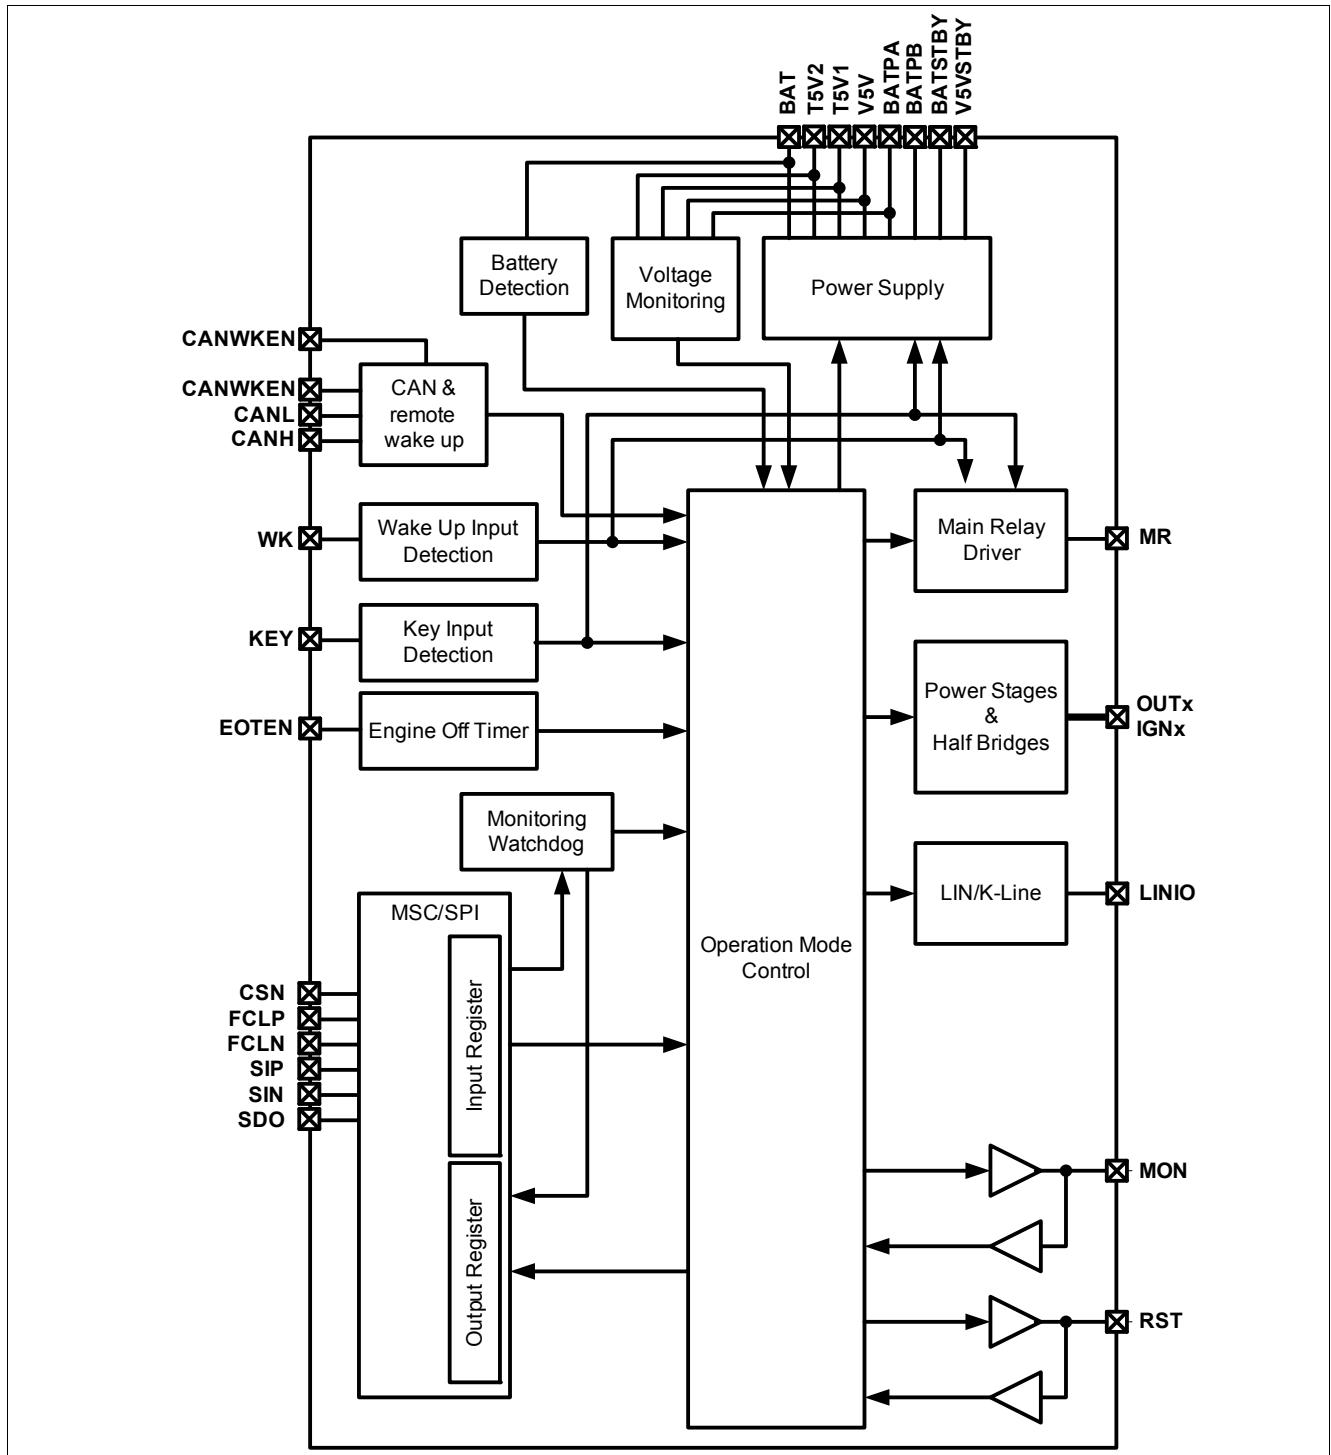 BAT
T5V2
T5V1
V5V
BATPA
BATPB
BATSTBY
V5VSTBY
Battery
Detection
Voltage
Monitoring
Power Supply
CANWKEN
CANWKEN
CANL
CANH
CAN &
remote
wake up
WK
Wake Up Input
Detection
Main Relay
Driver
MR
KEY
Key Input
Detection
Power Stages
&
Half Bridges
OUTx
IGNx
EOTEN
Engine Off Timer
Monitoring
Watchdog
MSC/SPI
LIN/K-Line
LINIO
Operation Mode
Control
Input Register
CSN
FCLP
FCLN
SIP
SIN
SDO
Output Register
MON
RST